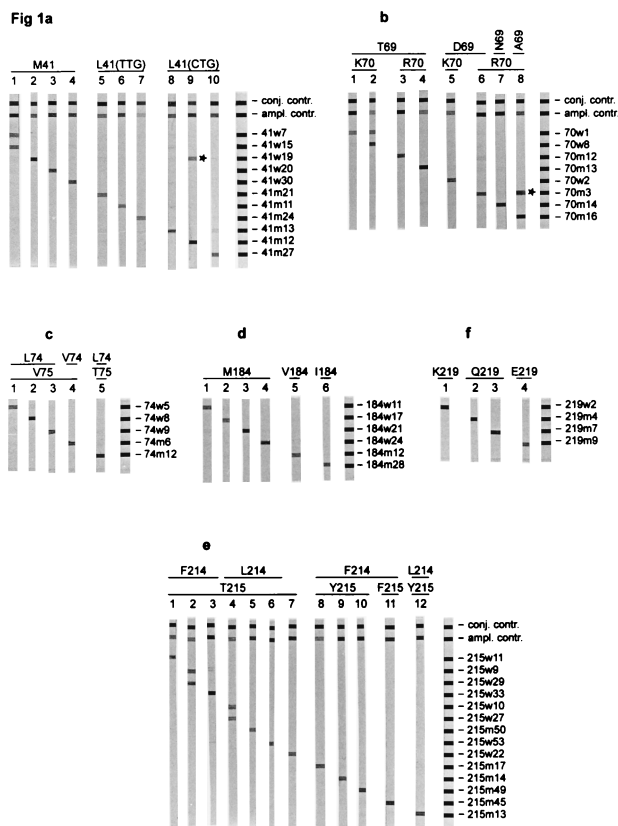 Fig 1a
M41 L41(TTG) L41(CTG)
1 2 3 4 5 6 7 8 9 10
– conj. contr.
– ampl. contr.
– 41w7
– 41w15
– 41w19
– 41w20
– 41w30
– 41m21
– 41m11
– 41m24
– 41m13
– 41m12
– 41m27
b
T69 D69 N69 A69
K70 R70 K70 R70
1 2 3 4 5 6 7 8
– conj. contr.
– ampl. contr.
– 70w1
– 70w8
– 70m12
– 70m13
– 70w2
– 70m3
– 70m14
– 70m16
c
L74 V74 L74
V75 T75
1 2 3 4 5
– 74w5
– 74w8
– 74w9
– 74m6
– 74m12
d
M184 V184 I184
1 2 3 4 5 6
– 184w11
– 184w17
– 184w21
– 184w24
– 184m12
– 184m28
f
K219 Q219 E219
1 2 3 4
– 219w2
– 219m4
– 219m7
– 219m9
e
F214 L214 F214 L214
T215 Y215 F215 Y215
1 2 3 4 5 6 7 8 9 10 11 12
– conj. contr.
– ampl. contr.
– 215w11
– 215w9
– 215w29
– 215w33
– 215w10
– 215w27
– 215m50
– 215w53
– 215w22
– 215m17
– 215m14
– 215m49
– 215m45
– 215m13